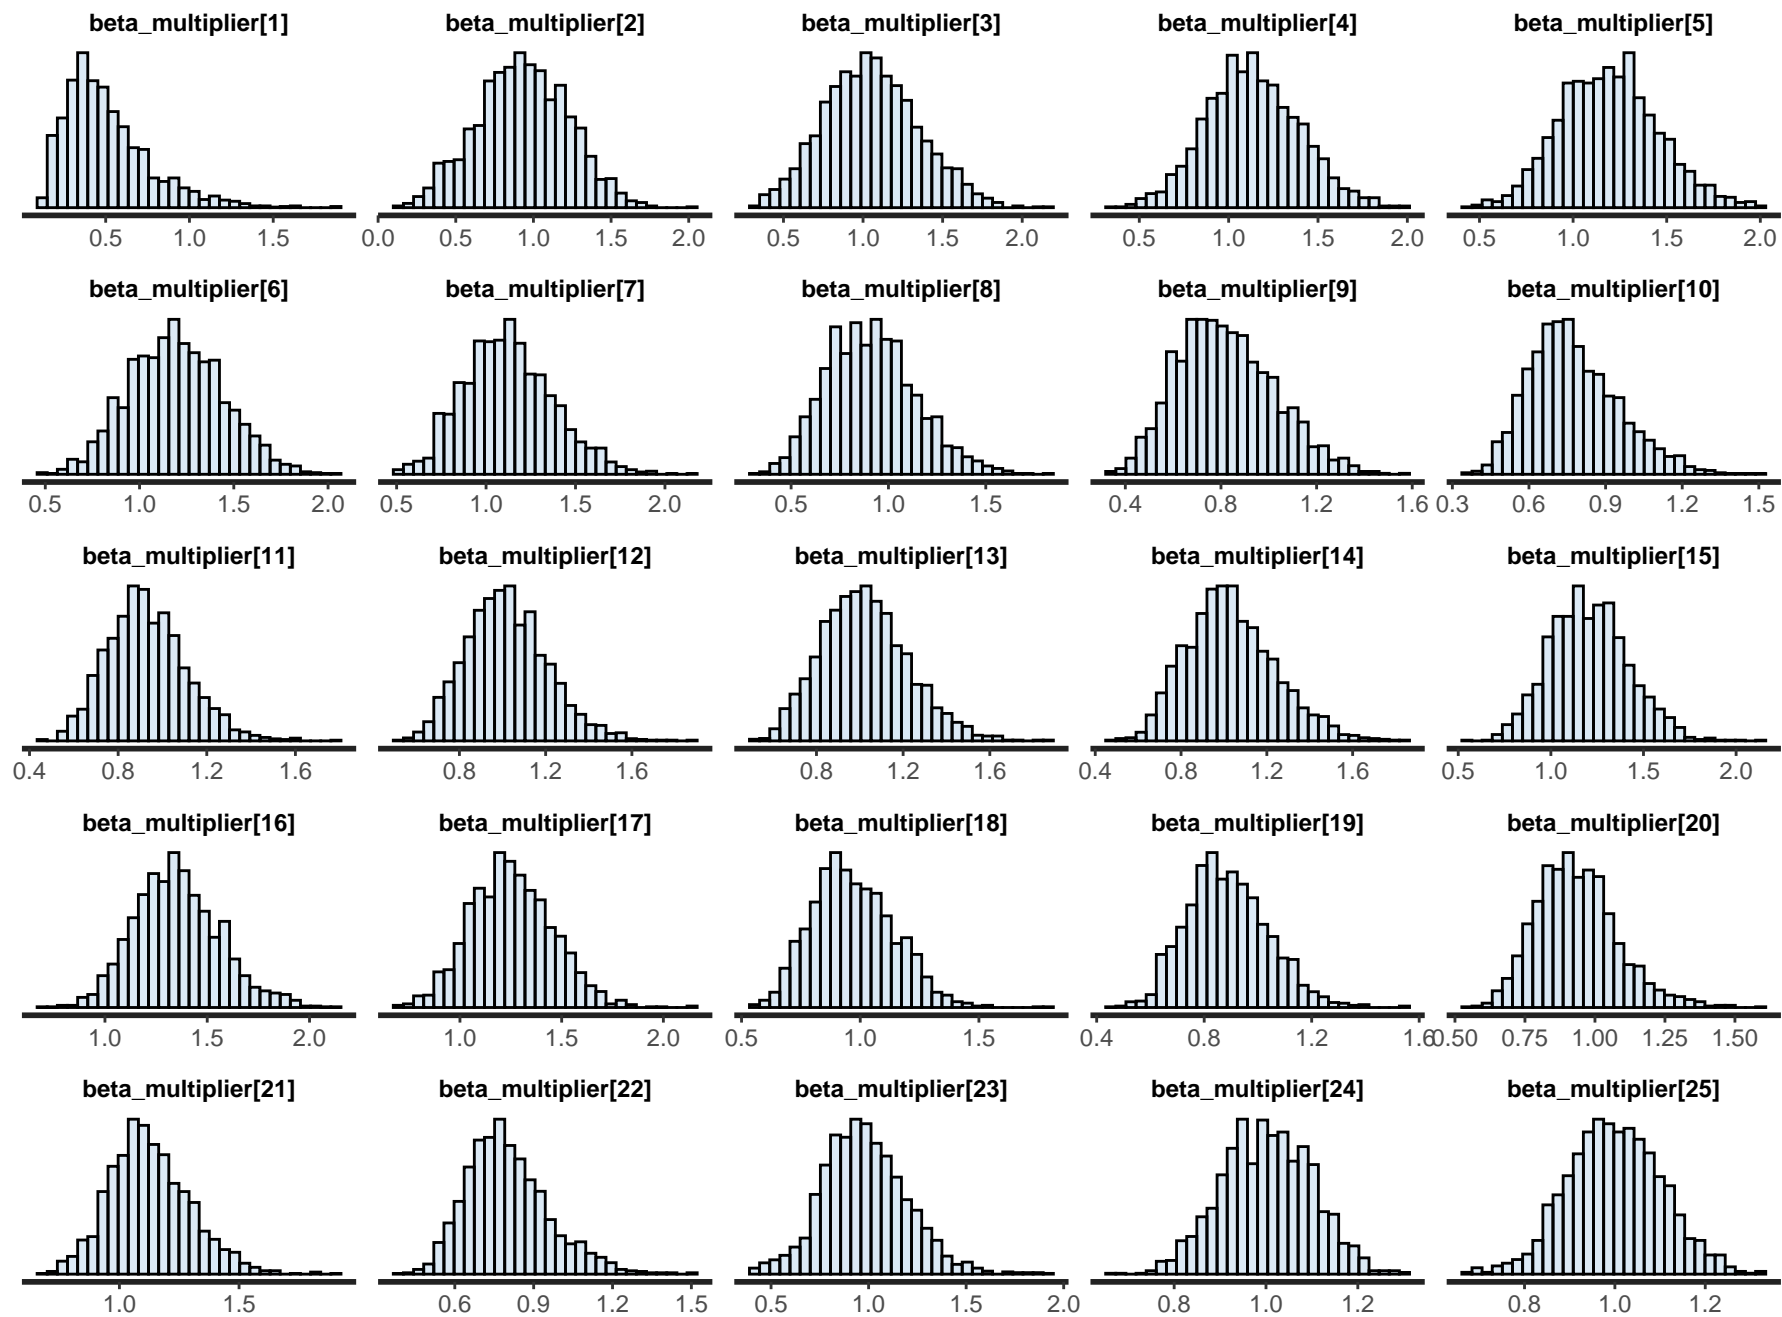 beta_multiplier[1] beta_multiplier[2] beta_multiplier[3] beta_multiplier[4] beta_multiplier[5]
0.5 1.0 1.5 0.0 0.5 1.0 1.5 2.0 0.5 1.0 1.5 2.0 0.5 1.0 1.5 2.0 0.5 1.0 1.5 2.0
beta_multiplier[6] beta_multiplier[7] beta_multiplier[8] beta_multiplier[9] beta_multiplier[10]
0.5 1.0 1.5 2.0 0.5 1.0 1.5 2.0 0.5 1.0 1.5 0.4 0.8 1.2 1.6 0.3 0.6 0.9 1.2 1.5
beta_multiplier[11] beta_multiplier[12] beta_multiplier[13] beta_multiplier[14] beta_multiplier[15]
0.4 0.8 1.2 1.6 0.8 1.2 1.6 0.8 1.2 1.6 0.4 0.8 1.2 1.6 0.5 1.0 1.5 2.0
beta_multiplier[16] beta_multiplier[17] beta_multiplier[18] beta_multiplier[19] beta_multiplier[20]
1.0 1.5 2.0 1.0 1.5 2.0 0.5 1.0 1.5 0.4 0.8 1.2 1.6 0.50 0.75 1.00 1.25 1.50
beta_multiplier[21] beta_multiplier[22] beta_multiplier[23] beta_multiplier[24] beta_multiplier[25]
1.0 1.5 0.6 0.9 1.2 1.5 0.5 1.0 1.5 2.0 0.8 1.0 1.2 0.8 1.0 1.2